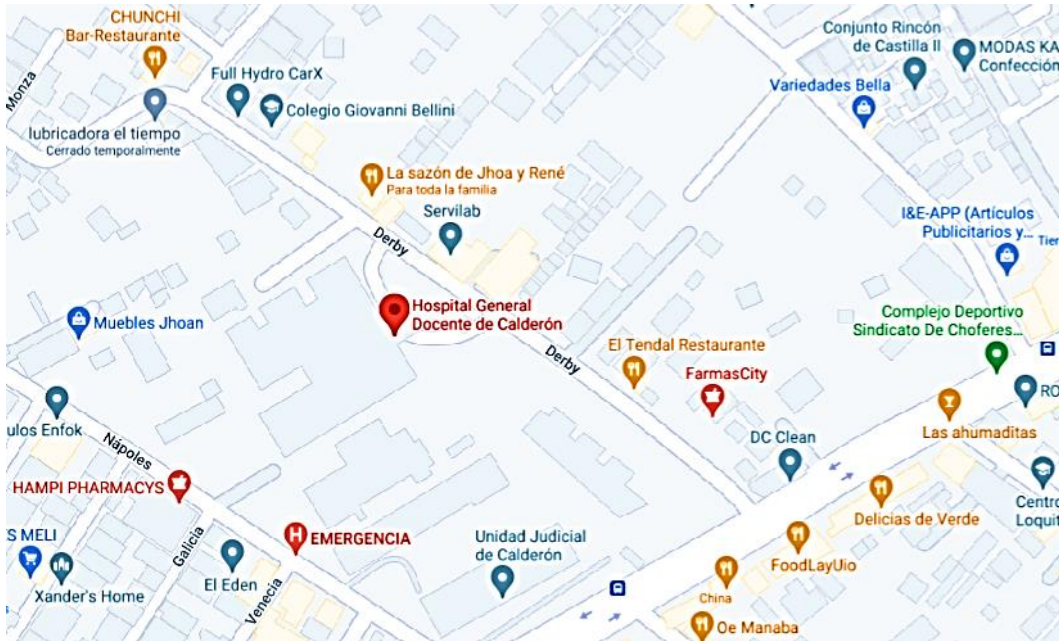 CHUNCHI
Bar-Restaurante
Monza
Full Hydro CarX
Colegio Giovanni Bellini
lubricadora el tiempo
Cerrado temporalmente
Conjunto Rincón
de Castilla II
MODAS KA
Confección
Variedades Bella
La sazón de Jhoa y René
Para toda la familia
Servilab
Derby
I&E-APP (Artículos
Publicitarios y...
Hospital General
Docente de Calderón
Muebles Jhoan
Complejo Deportivo
Sindicato De Choferes...
El Tendal Restaurante
Derby
FarmasCity
RO
Las ahumaditas
ulos Enfok
Nápoles
DC Clean
HAMPI PHARMACYS
Galicia
EMERGENCIA
Unidad Judicial
de Calderón
Delicias de Verde
Centro
Loquit
S MELI
Xander's Home
El Eden
Venecia
FoodLayUio
China
Oe Manaba